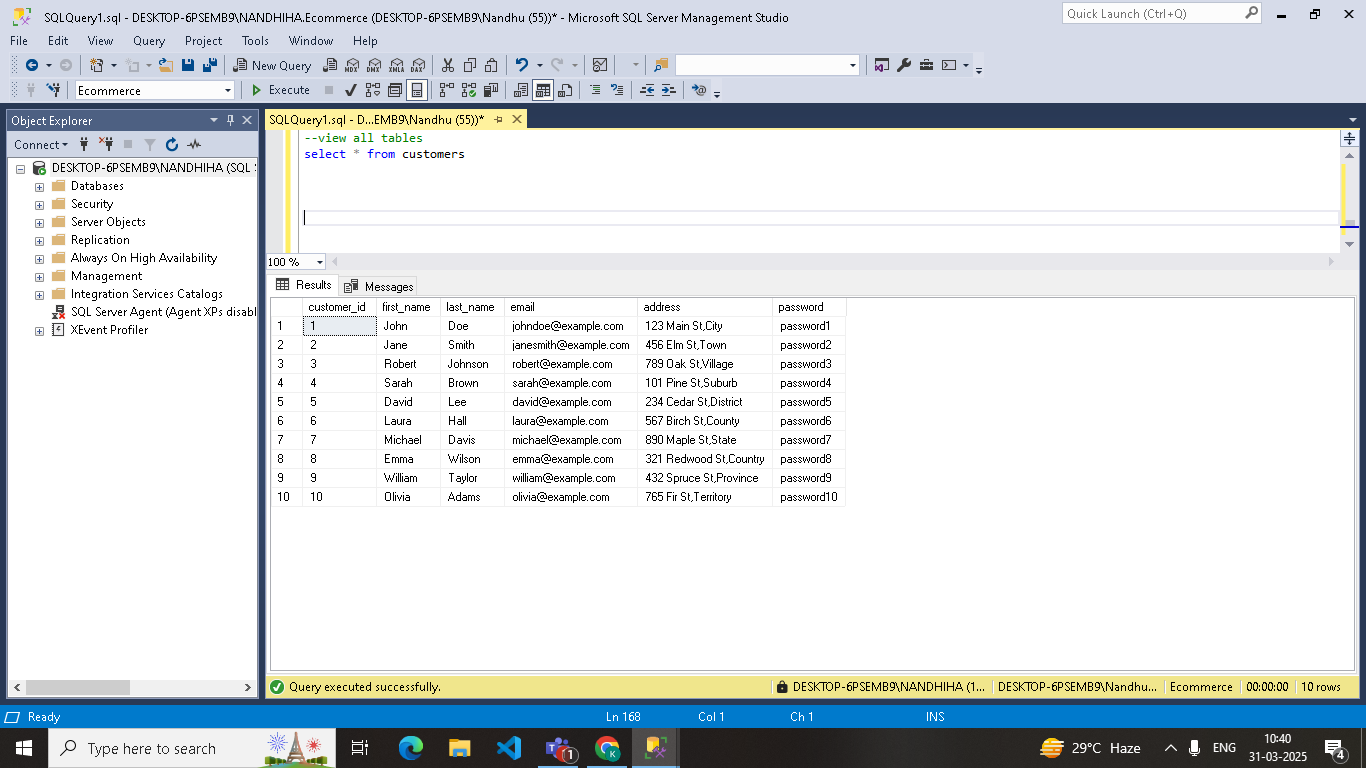 SQLQuery1.sql - DESKTOP-6PSEMB9\NANDHIHA.Ecommerce (DESKTOP-6PSEMB9\Nandhu (55))* - Microsoft SQL Server Management Studio
Quick Launch (Ctrl+Q)
File Edit View Query Project Tools Window Help
New Query MDX DMX XMLA DAX
Ecommerce Execute
Object Explorer
SQLQuery1.sql - D...EMB9\Nandhu (55))*
Connect
DESKTOP-6PSEMB9\NANDHIHA (SQL
Databases
Security
Server Objects
Replication
Always On High Availability
Management
Integration Services Catalogs
SQL Server Agent (Agent XPs disabl
XEvent Profiler
--view all tables
select * from customers
100 %
Results Messages
customer_id first_name last_name email address password
1 1 John Doe johndoe@example.com 123 Main St,City password1
2 2 Jane Smith janesmith@example.com 456 Elm St,Town password2
3 3 Robert Johnson robert@example.com 789 Oak St,Village password3
4 4 Sarah Brown sarah@example.com 101 Pine St,Suburb password4
5 5 David Lee david@example.com 234 Cedar St,District password5
6 6 Laura Hall laura@example.com 567 Birch St,County password6
7 7 Michael Davis michael@example.com 890 Maple St,State password7
8 8 Emma Wilson emma@example.com 321 Redwood St,Country password8
9 9 William Taylor william@example.com 432 Spruce St,Province password9
10 10 Olivia Adams olivia@example.com 765 Fir St,Territory password10
Query executed successfully. DESKTOP-6PSEMB9\NANDHIHA (1... DESKTOP-6PSEMB9\Nandhu... Ecommerce 00:00:00 10 rows
Ready Ln 168 Col 1 Ch 1 INS
Type here to search 1 K 29°C Haze ENG 10:40
31-03-2025 4